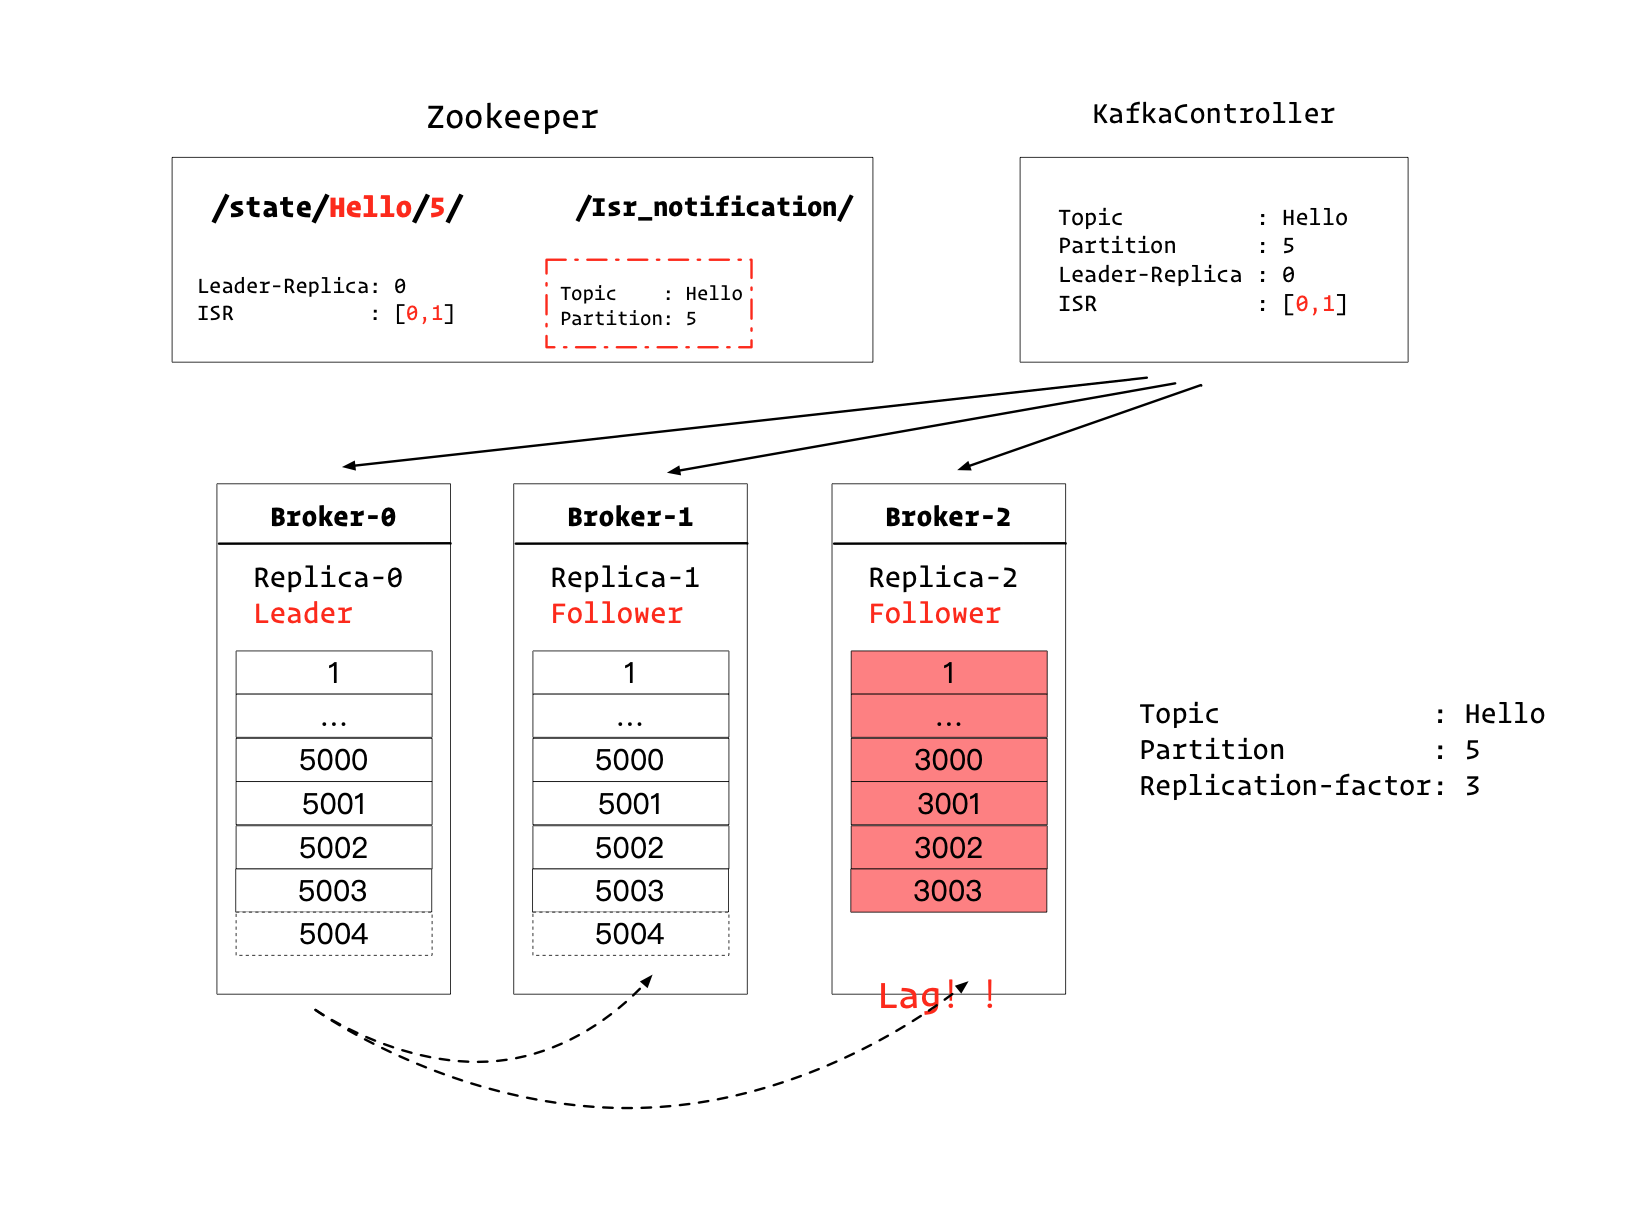 Zookeeper
KafkaController
/state/Hello/5/
/Isr_notification/
Leader-Replica: 0
ISR : [0,1]
Topic : Hello
Partition: 5
Topic : Hello
Partition : 5
Leader-Replica : 0
ISR : [0,1]
Broker-0
Replica-0
Leader
1
...
5000
5001
5002
5003
5004
Broker-1
Replica-1
Follower
1
...
5000
5001
5002
5003
5004
Broker-2
Replica-2
Follower
1
...
3000
3001
3002
3003
Lag! !
Topic : Hello
Partition : 5
Replication-factor: 3